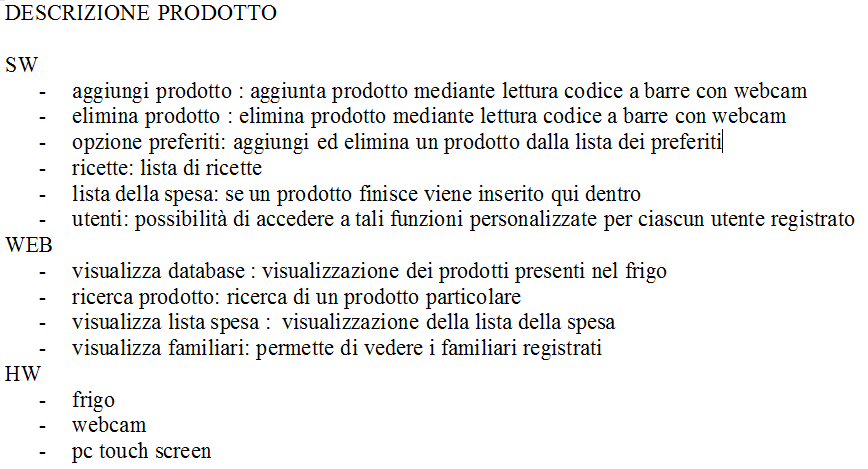 DESCRIZIONE PRODOTTO
SW
- aggiungi prodotto : aggiunta prodotto mediante lettura codice a barre con webcam
- elimina prodotto : elimina prodotto mediante lettura codice a barre con webcam
- opzione preferiti: aggiungi ed elimina un prodotto dalla lista dei preferiti
- ricette: lista di ricette
- lista della spesa: se un prodotto finisce viene inserito qui dentro
- utenti: possibilità di accedere a tali funzioni personalizzate per ciascun utente registrato
WEB
- visualizza database : visualizzazione dei prodotti presenti nel frigo
- ricerca prodotto: ricerca di un prodotto particolare
- visualizza lista spesa :  visualizzazione della lista della spesa
- visualizza familiari: permette di vedere i familiari registrati
HW
- frigo
- webcam
- pc touch screen